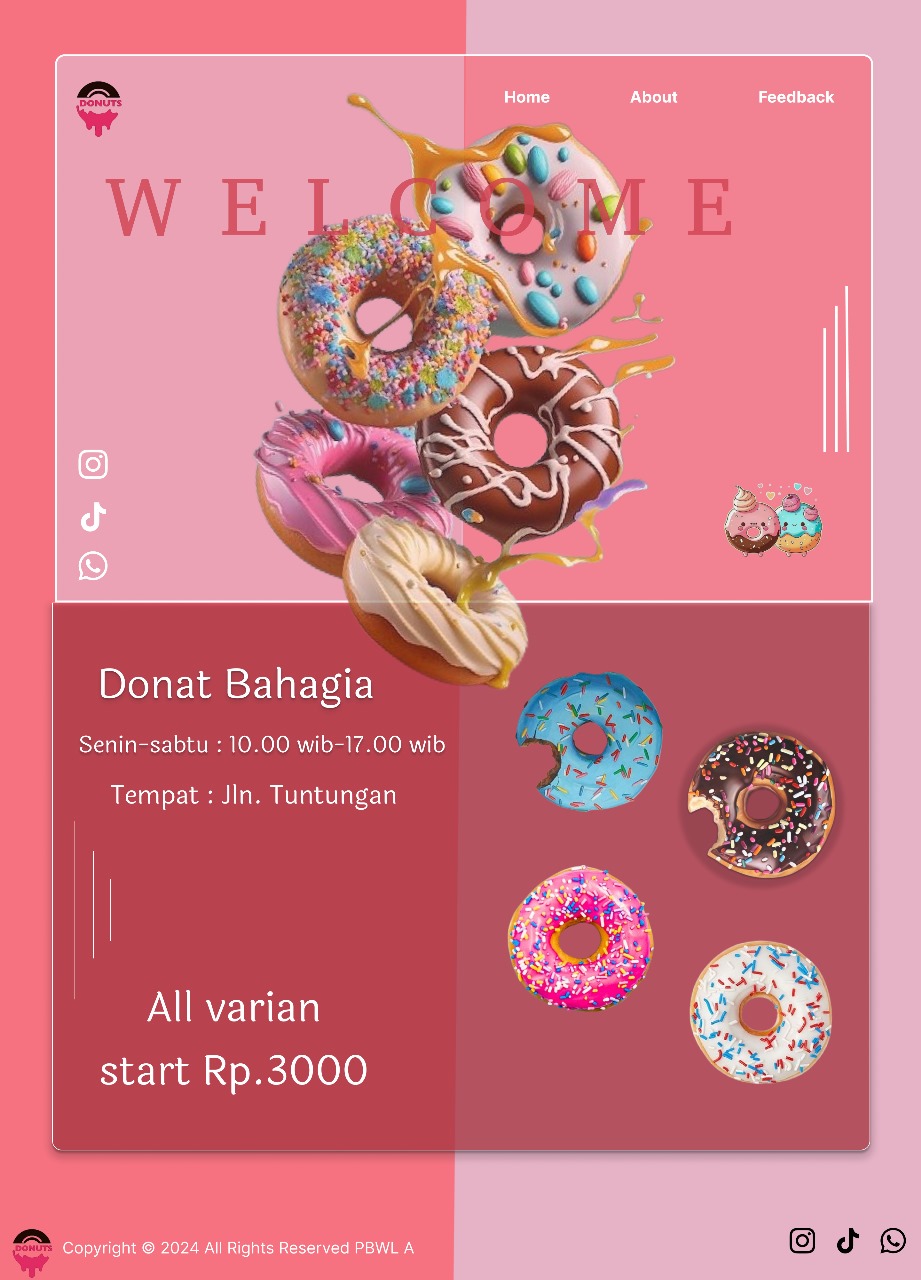 DONUTS
Home About Feedback
WELCOME
Donat Bahagia
Senin-sabtu : 10.00 wib-17.00 wib
Tempat : Jln. Tuntungan
All varian
start Rp.3000
DONUTS
Copyright © 2024 All Rights Reserved PBWL A